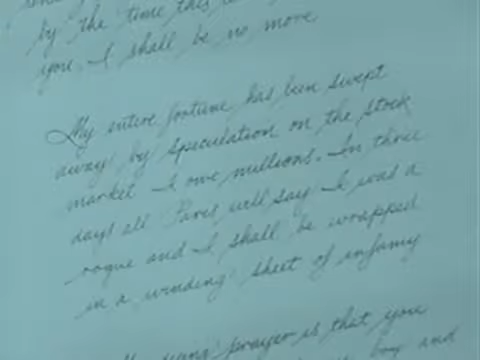 by the time this
you I shall be no more
My entire fortune has been swept
away by speculation on the stock
market I owe millions. In three
days all Paris will say I was a
rogue and I shall be wrapped
in a winding sheet of infamy
prayer is that you
boy and